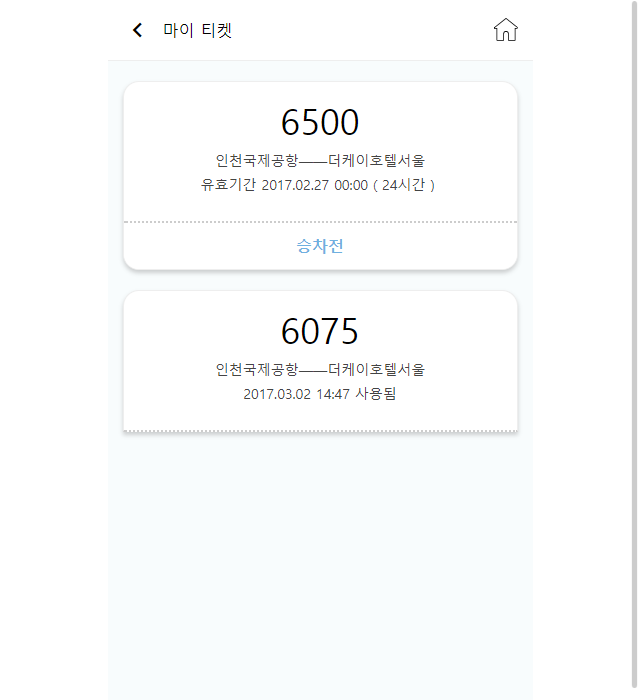 마이 티켓
6500
인천국제공항——더케이호텔서울
유효기간 2017.02.27 00:00 ( 24시간 )
승차전
6075
인천국제공항——더케이호텔서울
2017.03.02 14:47 사용됨